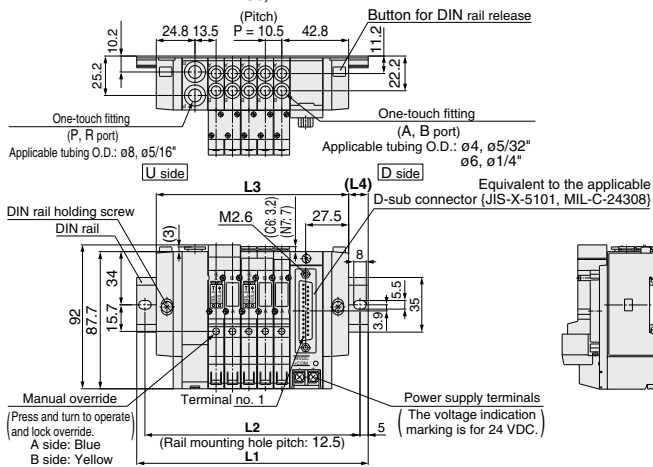 (Pitch)
24.8 13.5 P = 10.5 42.8
Button for DIN rail release
10.2
25.2
11.2
22.2
One-touch fitting
(P, R port)
Applicable tubing O.D.: ø8, ø5/16"
One-touch fitting
(A, B port)
Applicable tubing O.D.: ø4, ø5/32"
ø6, ø1/4"
U side
D side
L3
(L4)
Equivalent to the applicable
D-sub connector {JIS-X-5101, MIL-C-24308}
DIN rail holding screw
DIN rail
(3)
M2.6
(C6: 3.2)
(N7: 7)
27.5
8
92
87.7
34
15.7
5.5
3.9
35
Manual override
(Press and turn to operate
and lock override.)
A side: Blue
B side: Yellow
Terminal no. 1
Power supply terminals
(The voltage indication
marking is for 24 VDC.)
L2
5
(Rail mounting hole pitch: 12.5)
L1